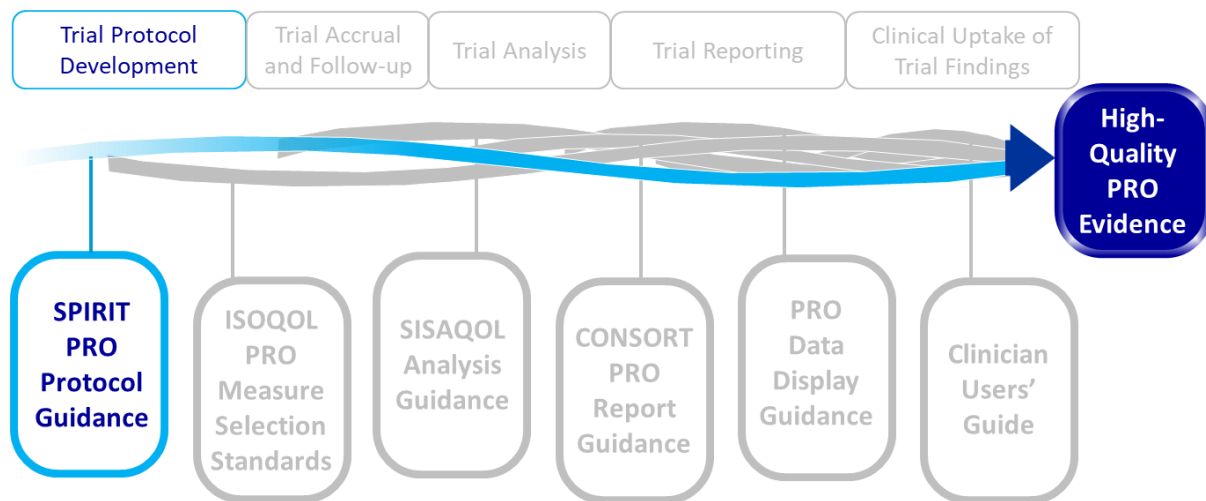 Trial Protocol
Development
Trial Accrual
and Follow-up
Trial Analysis
Trial Reporting
Clinical Uptake of
Trial Findings
High-
Quality
PRO
Evidence
SPIRIT
PRO
Protocol
Guidance
ISOQOL
PRO
Measure
Selection
Standards
SISAQOL
Analysis
Guidance
CONSORT
PRO
Report
Guidance
PRO
Data
Display
Guidance
Clinician
Users’
Guide